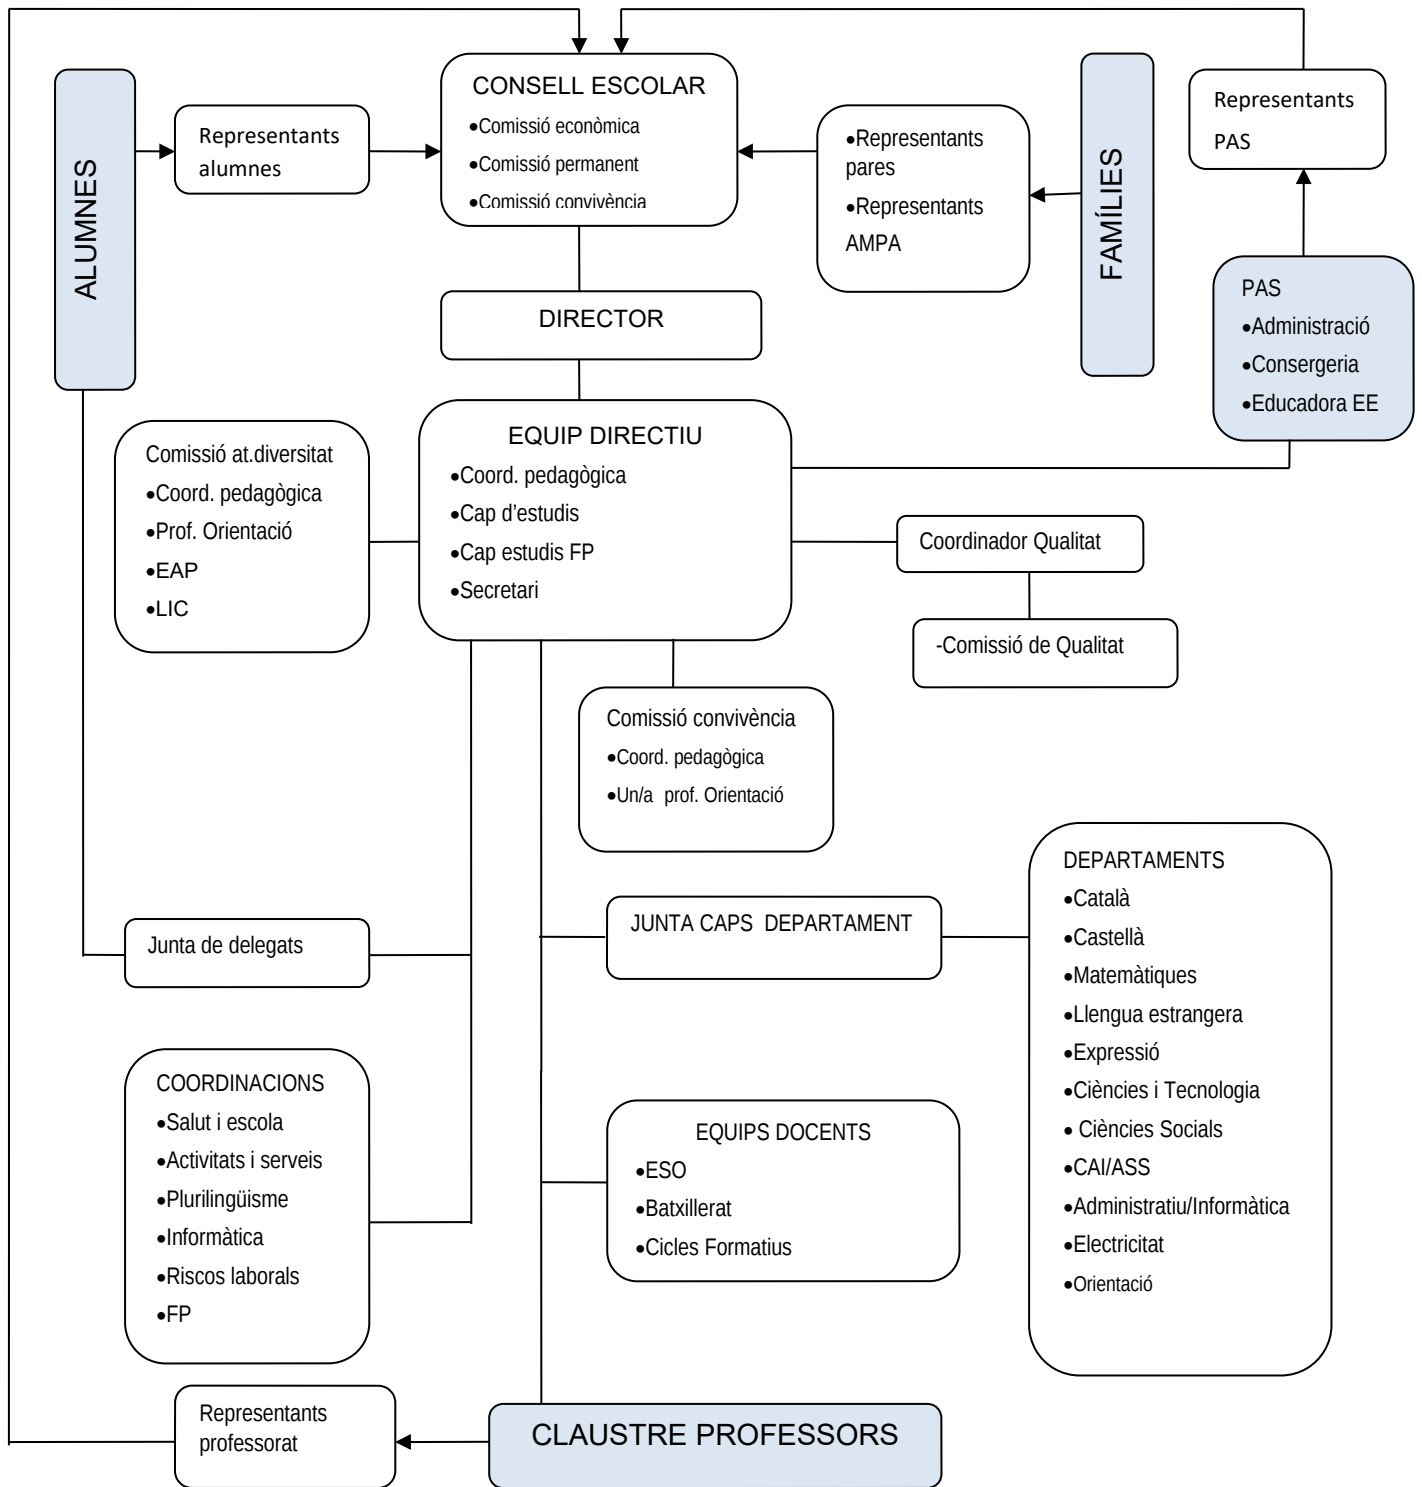 CONSELL ESCOLAR
•Comissió econòmica
•Comissió permanent
•Comissió convivència
ALUMNES
Representants
alumnes
•Representants
pares
•Representants
AMPA
FAMÍLIES
Representants
PAS
PAS
•Administració
•Consergeria
•Educadora EE
DIRECTOR
EQUIP DIRECTIU
•Coord. pedagògica
•Cap d’estudis
•Cap estudis FP
•Secretari
Comissió at.diversitat
•Coord. pedagògica
•Prof. Orientació
•EAP
•LIC
Coordinador Qualitat
-Comissió de Qualitat
Comissió convivència
•Coord. pedagògica
•Un/a prof. Orientació
Junta de delegats
JUNTA CAPS DEPARTAMENT
DEPARTAMENTS
•Català
•Castellà
•Matemàtiques
•Llengua estrangera
•Expressió
•Ciències i Tecnologia
• Ciències Socials
•CAI/ASS
•Administratiu/Informàtica
•Electricitat
•Orientació
COORDINACIONS
•Salut i escola
•Activitats i serveis
•Plurilingüisme
•Informàtica
•Riscos laborals
•FP
EQUIPS DOCENTS
•ESO
•Batxillerat
•Cicles Formatius
Representants
professorat
CLAUSTRE PROFESSORS